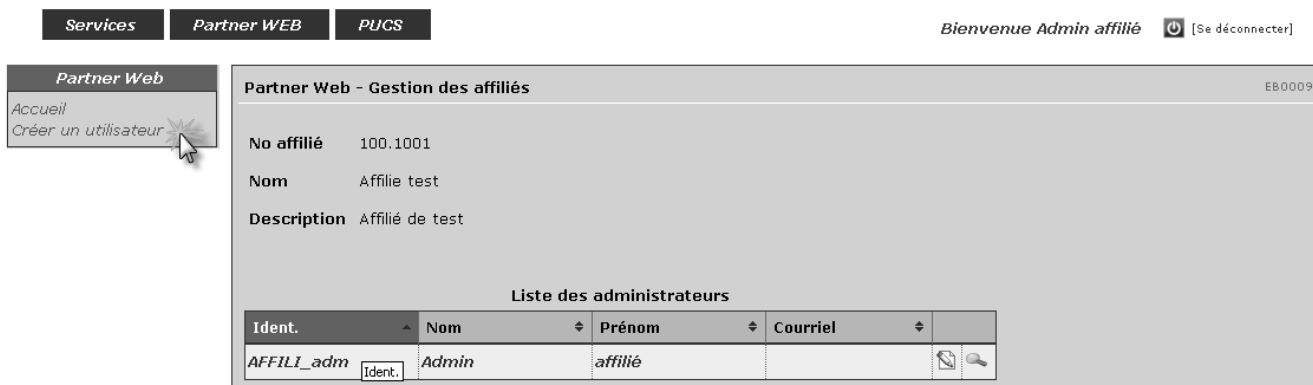 Services Partner WEB PUCS Bienvenue Admin affilié [Se déconnecter]
Partner Web
Accueil
Créer un utilisateur
Partner Web - Gestion des affiliés EB0009
No affilié 100.1001
Nom Affilie test
Description Affilié de test
Liste des administrateurs
Ident. Nom Prénom Courriel
AFFILI_adm Admin affilié
Ident.